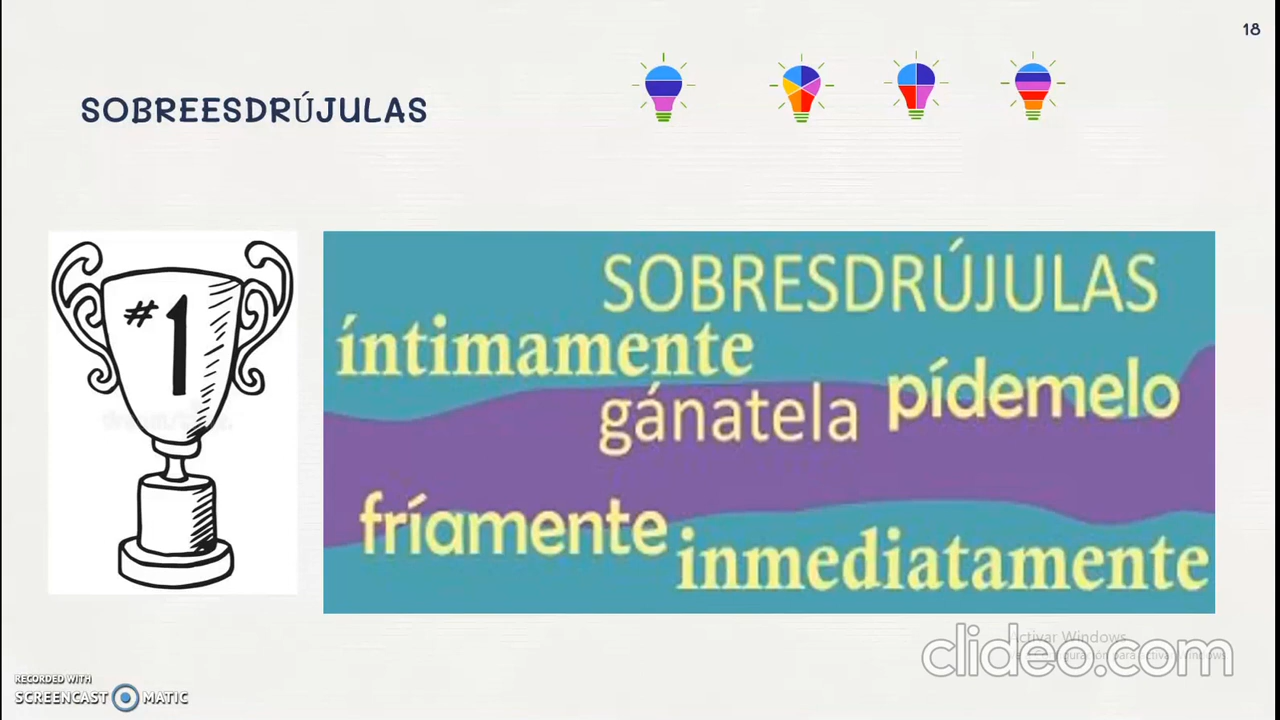 18
SOBREESDRÚJULAS
#1
SOBRESDRÚJULAS
íntimamente
gánatela pídemelo
fríamente
inmediatamente
Activar Windows
clideo.com
RECORDED WITH
SCREENCAST MATIC